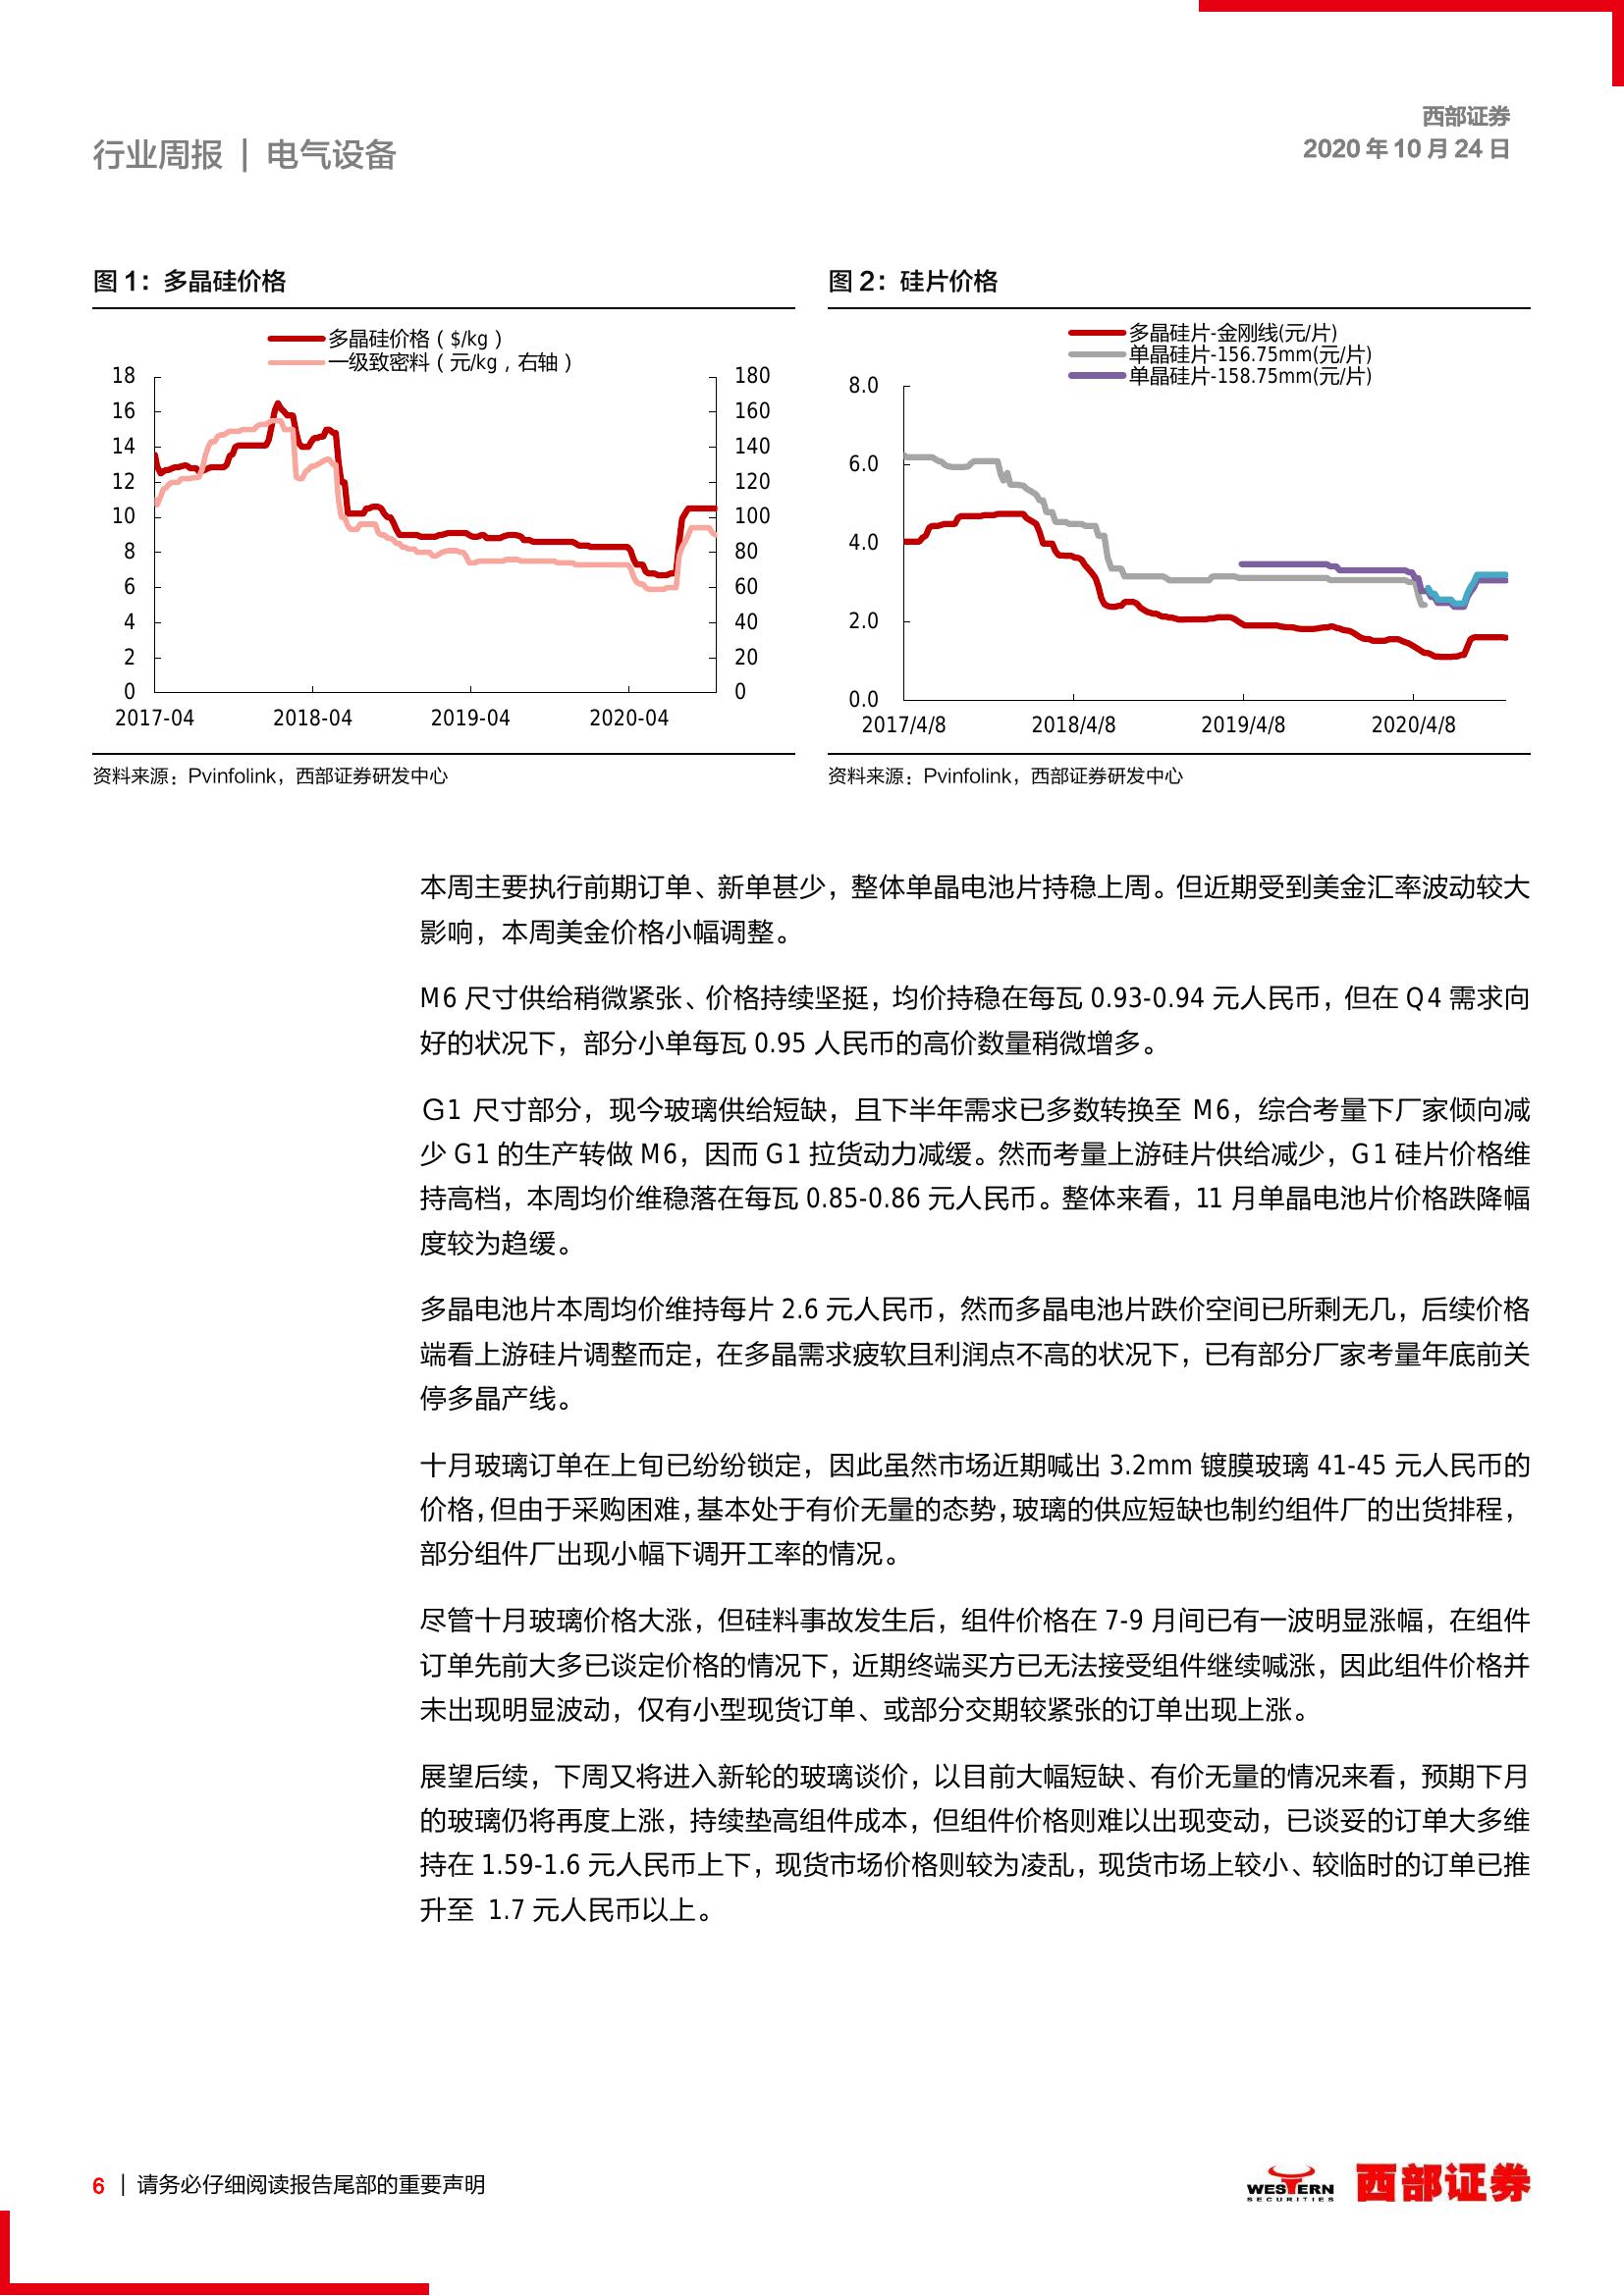 西部证券
2020 年 10 月 24 日
行业周报 | 电气设备
图 1：多晶硅价格
多晶硅价格（$/kg）
一级致密料（元/kg，右轴）
18
16
14
12
10
8
6
4
2
0
180
160
140
120
100
80
60
40
20
0
2017-04
2018-04
2019-04
2020-04
资料来源：Pvinfolink，西部证券研发中心
图 2：硅片价格
多晶硅片-金刚线(元/片)
单晶硅片-156.75mm(元/片)
单晶硅片-158.75mm(元/片)
8.0
6.0
4.0
2.0
0.0
2017/4/8
2018/4/8
2019/4/8
2020/4/8
资料来源：Pvinfolink，西部证券研发中心
本周主要执行前期订单、新单甚少，整体单晶电池片持稳上周。但近期受到美金汇率波动较大
影响，本周美金价格小幅调整。
M6 尺寸供给稍微紧张、价格持续坚挺，均价持稳在每瓦 0.93-0.94 元人民币，但在 Q4 需求向
好的状况下，部分小单每瓦 0.95 人民币的高价数量稍微增多。
G1 尺寸部分，现今玻璃供给短缺，且下半年需求已多数转换至 M6，综合考量下厂家倾向减
少 G1 的生产转做 M6，因而 G1 拉货动力减缓。然而考量上游硅片供给减少，G1 硅片价格维
持高档，本周均价维稳落在每瓦 0.85-0.86 元人民币。整体来看，11 月单晶电池片价格跌降幅
度较为趋缓。
多晶电池片本周均价维持每片 2.6 元人民币，然而多晶电池片跌价空间已所剩无几，后续价格
端看上游硅片调整而定，在多晶需求疲软且利润点不高的状况下，已有部分厂家考量年底前关
停多晶产线。
十月玻璃订单在上旬已纷纷锁定，因此虽然市场近期喊出 3.2mm 镀膜玻璃 41-45 元人民币的
价格，但由于采购困难，基本处于有价无量的态势，玻璃的供应短缺也制约组件厂的出货排程，
部分组件厂出现小幅下调开工率的情况。
尽管十月玻璃价格大涨，但硅料事故发生后，组件价格在 7-9 月间已有一波明显涨幅，在组件
订单先前大多已谈定价格的情况下，近期终端买方已无法接受组件继续喊涨，因此组件价格并
未出现明显波动，仅有小型现货订单、或部分交期较紧张的订单出现上涨。
展望后续，下周又将进入新轮的玻璃谈价，以目前大幅短缺、有价无量的情况来看，预期下月
的玻璃仍将再度上涨，持续垫高组件成本，但组件价格则难以出现变动，已谈妥的订单大多维
持在 1.59-1.6 元人民币上下，现货市场价格则较为凌乱，现货市场上较小、较临时的订单已推
升至 1.7 元人民币以上。
6 | 请务必仔细阅读报告尾部的重要声明
WESTERN
SECURITIES
西部证券